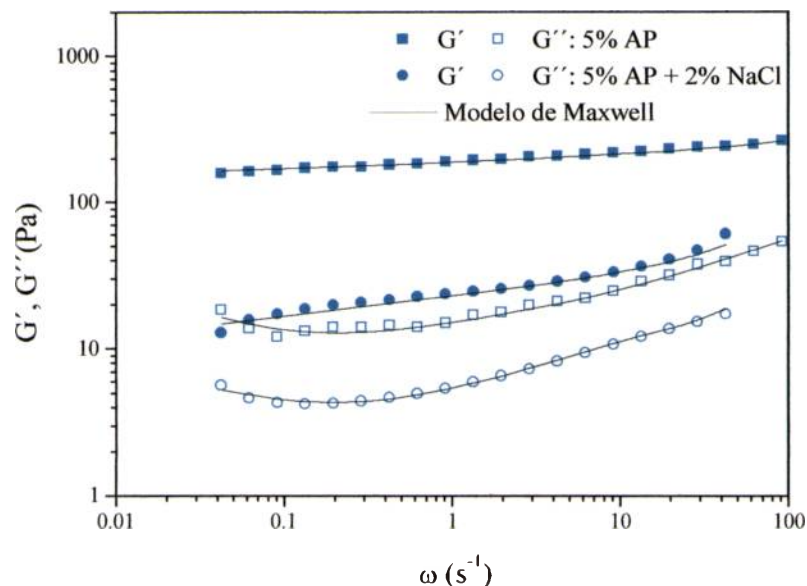 G´ G´´: 5% AP
G´ G´´: 5% AP + 2% NaCl
Modelo de Maxwell
1000
100
10
1
G´, G´´(Pa)
0.01 0.1 1 10 100
ω (s⁻¹)